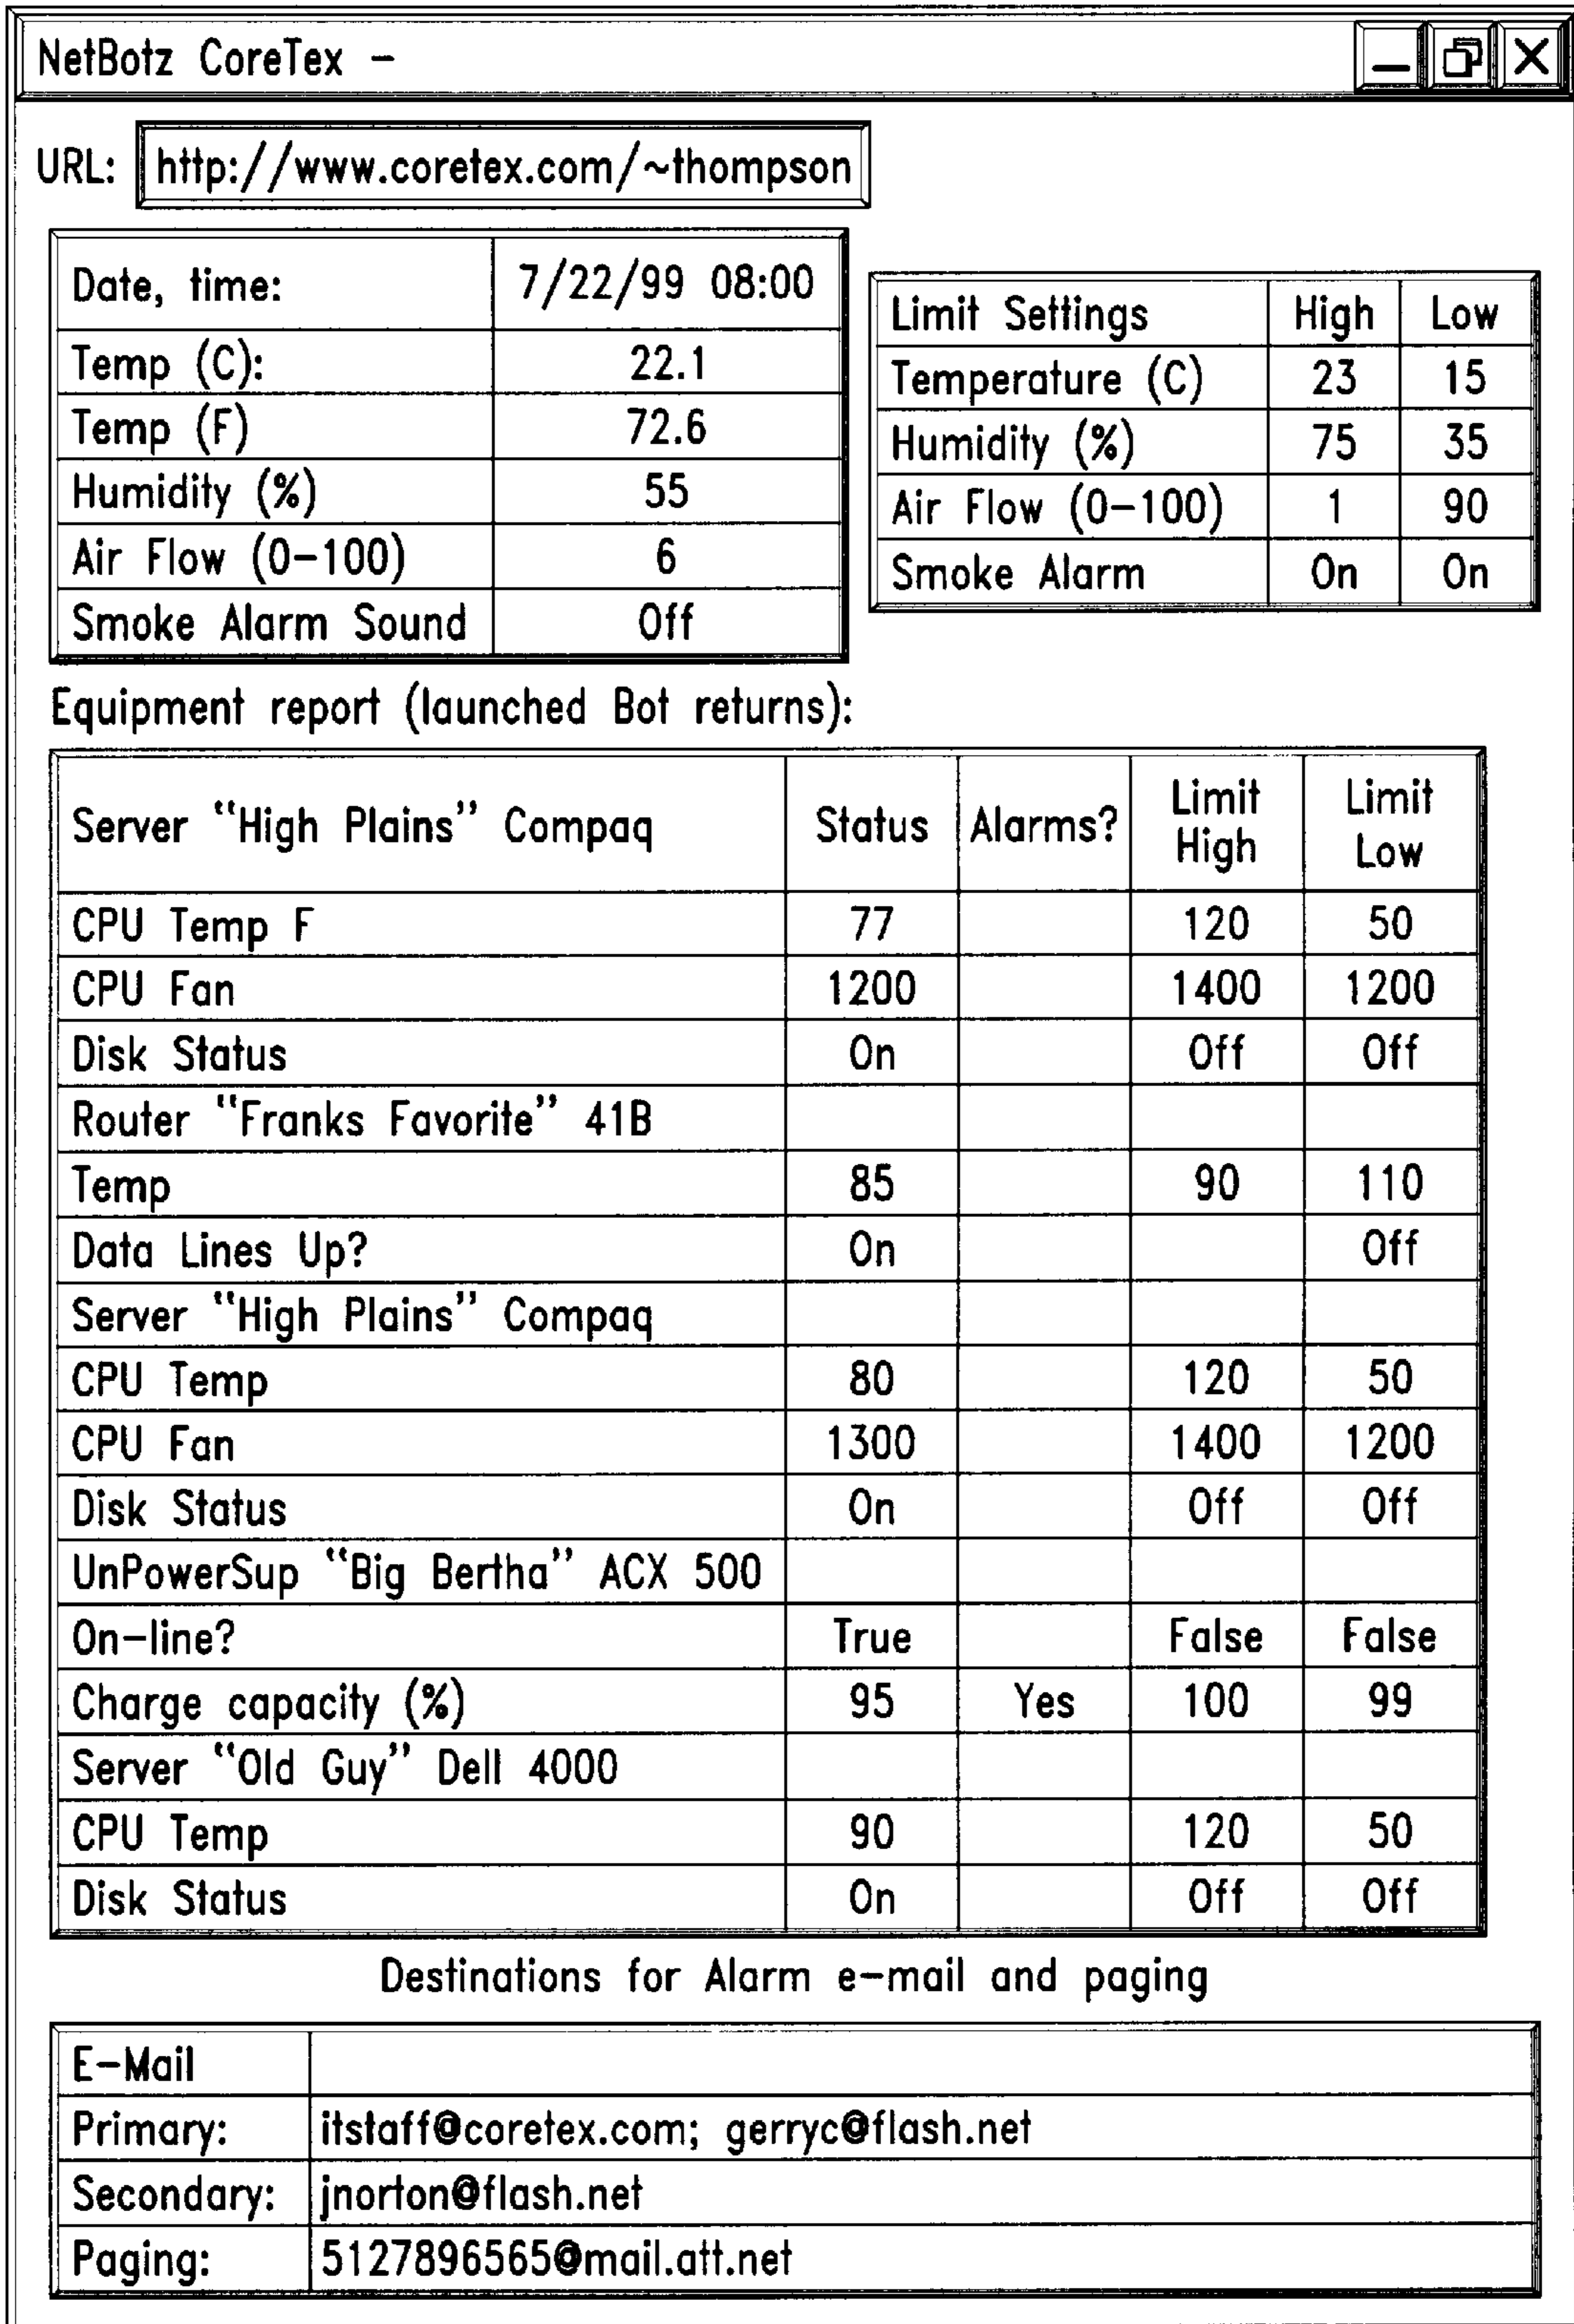 NetBotz CoreTex –
URL: http://www.coretex.com/~thompson
Date, time: 7/22/99 08:00
Temp (C): 22.1
Temp (F) 72.6
Humidity (%) 55
Air Flow (0–100) 6
Smoke Alarm Sound Off
Limit Settings High Low
Temperature (C) 23 15
Humidity (%) 75 35
Air Flow (0–100) 1 90
Smoke Alarm On On
Equipment report (launched Bot returns):
Server "High Plains" Compaq Status Alarms? Limit High Limit Low
CPU Temp F 77 120 50
CPU Fan 1200 1400 1200
Disk Status On Off Off
Router "Franks Favorite" 41B
Temp 85 90 110
Data Lines Up? On Off
Server "High Plains" Compaq
CPU Temp 80 120 50
CPU Fan 1300 1400 1200
Disk Status On Off Off
UnPowerSup "Big Bertha" ACX 500
On–line? True False False
Charge capacity (%) 95 Yes 100 99
Server "Old Guy" Dell 4000
CPU Temp 90 120 50
Disk Status On Off Off
Destinations for Alarm e–mail and paging
E–Mail
Primary: itstaff@coretex.com; gerryc@flash.net
Secondary: jnorton@flash.net
Paging: 5127896565@mail.att.net